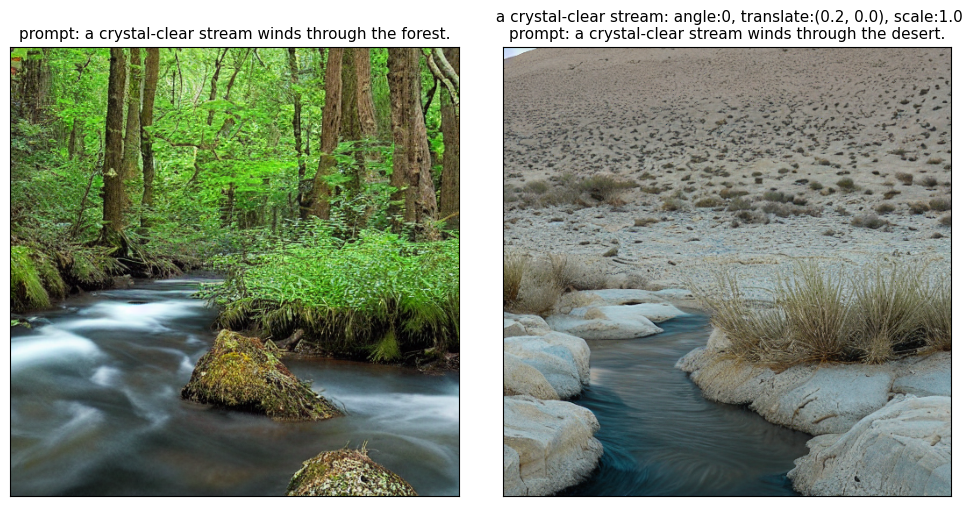 prompt: a crystal-clear stream winds through the forest.
a crystal-clear stream: angle:0, translate:(0.2, 0.0), scale:1.0
prompt: a crystal-clear stream winds through the desert.